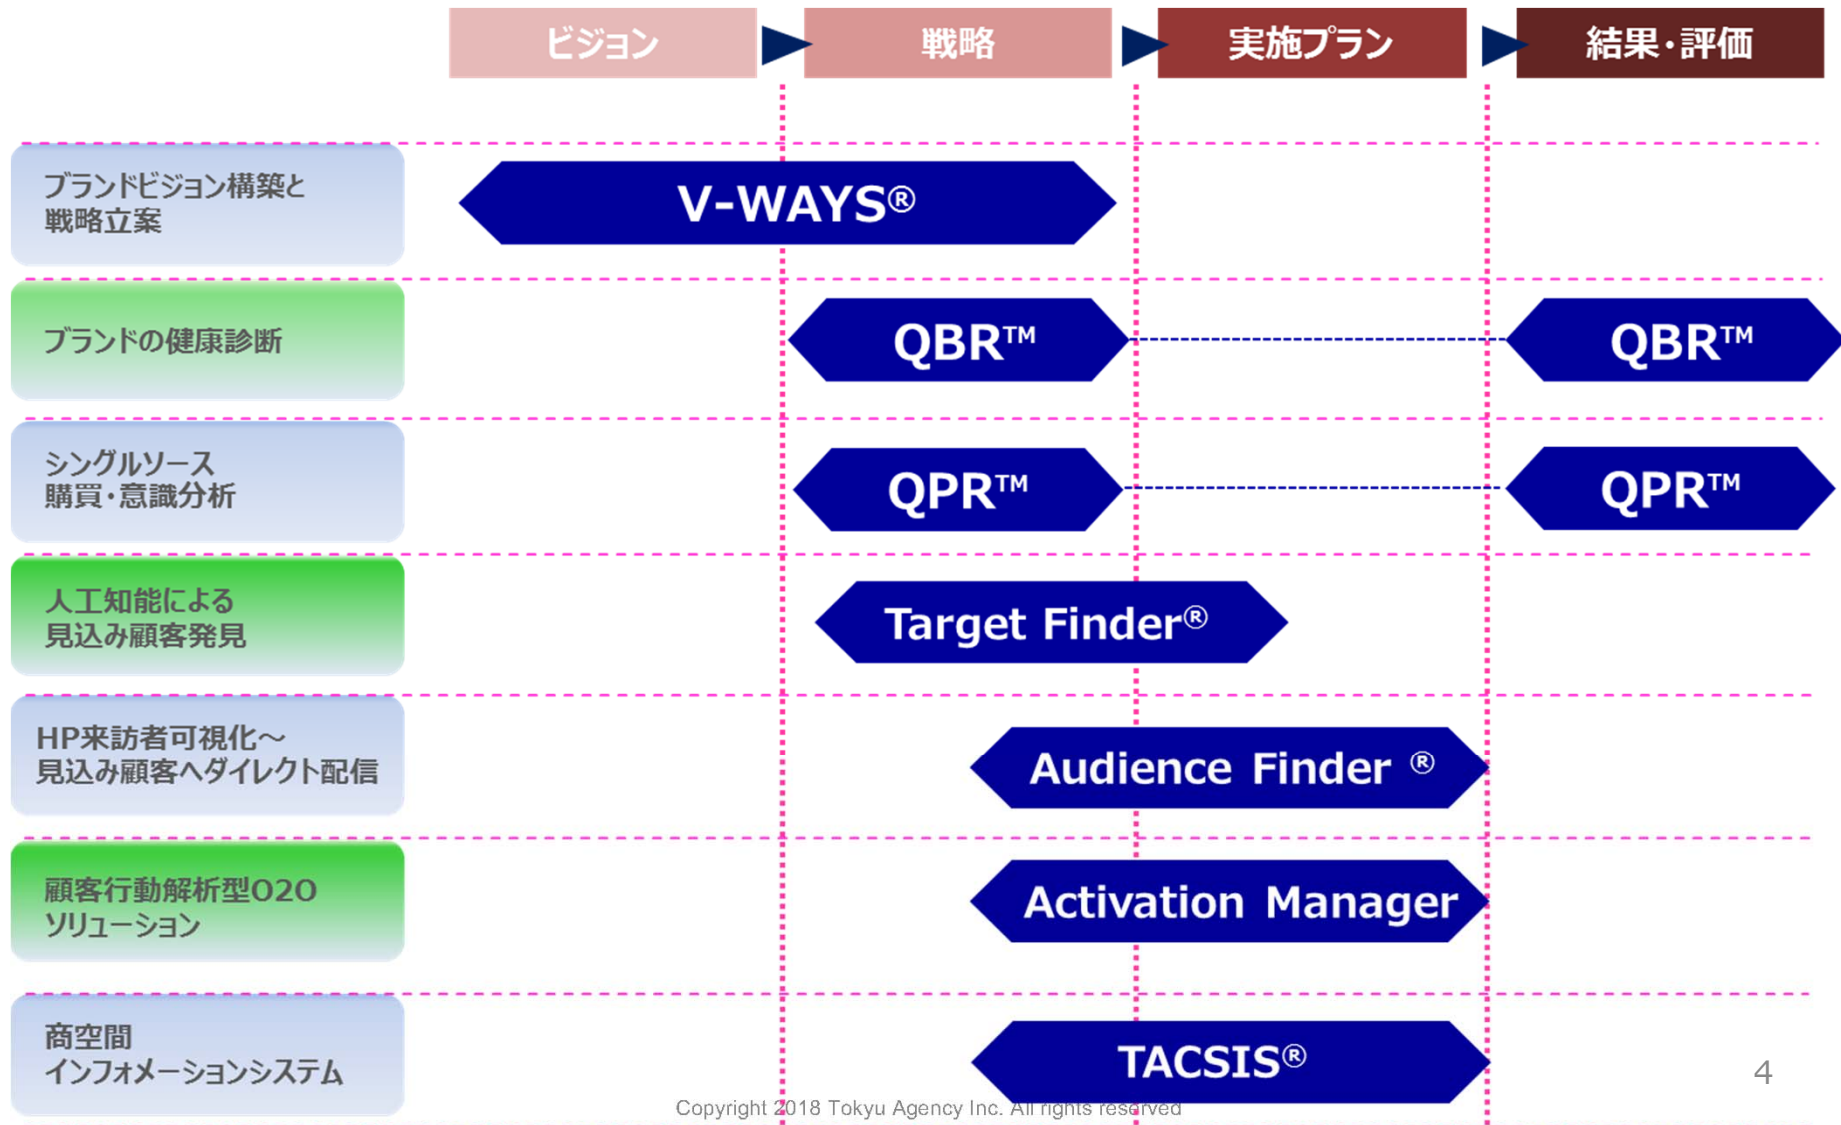 ビジョン
戦略
実施プラン
結果・評価
ブランドビジョン構築と
戦略立案
V-WAYS®
ブランドの健康診断
QBR™
QBR™
シングルソース
購買・意識分析
QPR™
QPR™
人工知能による
見込み顧客発見
Target Finder®
HP来訪者可視化～
見込み顧客へダイレクト配信
Audience Finder ®
顧客行動解析型O2O
ソリューション
Activation Manager
商空間
インフォメーションシステム
TACSIS®
4
Copyright 2018 Tokyu Agency Inc. All rights reserved